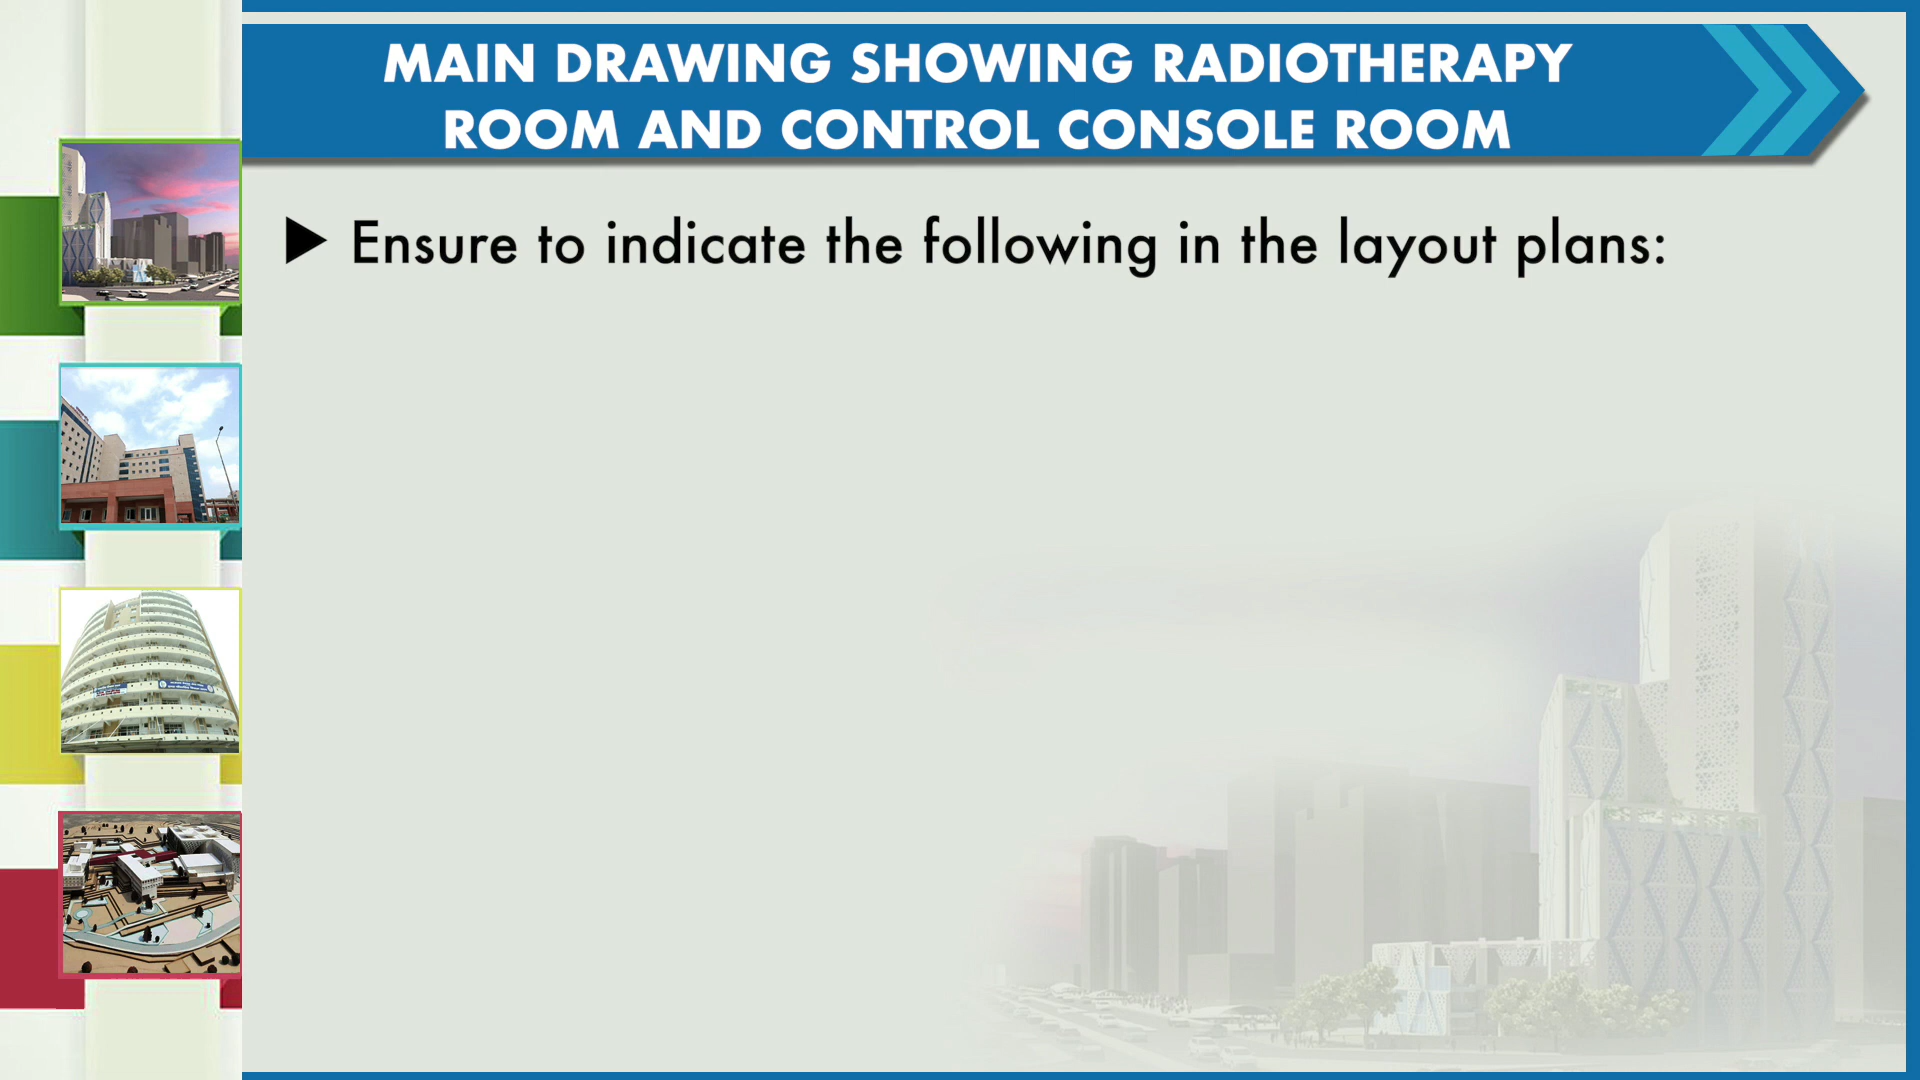 MAIN DRAWING SHOWING RADIOTHERAPY
ROOM AND CONTROL CONSOLE ROOM
▶ Ensure to indicate the following in the layout plans: